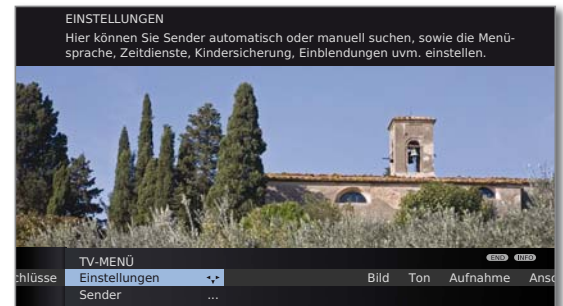 EINSTELLUNGEN
Hier können Sie Sender automatisch oder manuell suchen, sowie die Menü-
sprache, Zeitdienste, Kindersicherung, Einblendungen uvm. einstellen.
TV-MENÜ
END INFO
chlüsse Einstellungen Bild Ton Aufnahme Ansc
Sender ...